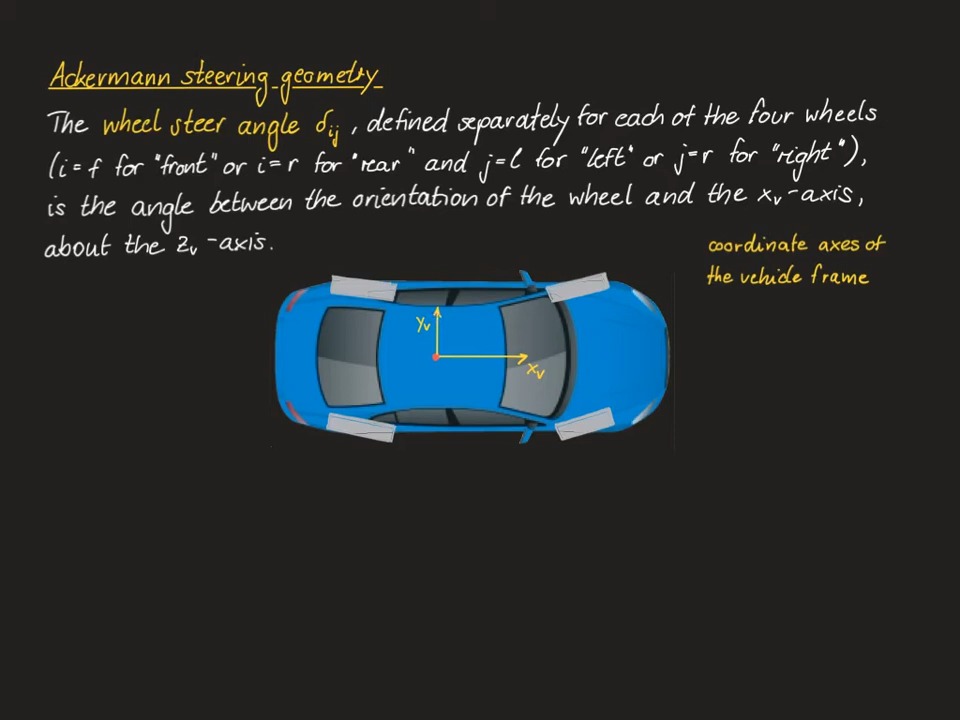 Ackermann steering geometry
The wheel steer angle δij, defined separately for each of the four wheels
(i=f for "front" or i=r for "rear" and j=l for "left" or j=r for "right"),
is the angle between the orientation of the wheel and the xv-axis,
about the zv-axis.
coordinate axes of
the vehicle frame
yv
xv